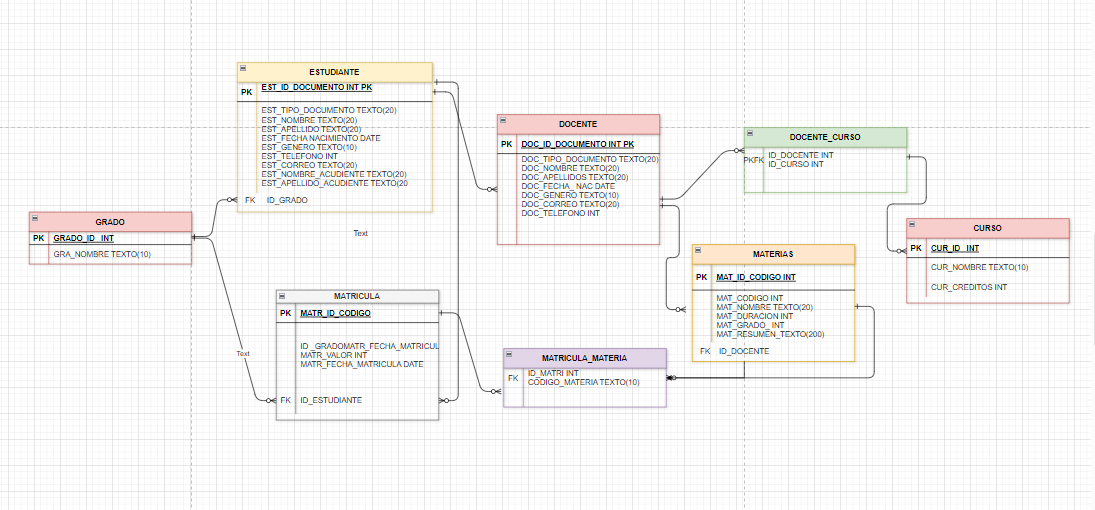 ESTUDIANTE
PK EST_ID_DOCUMENTO INT PK
EST_TIPO_DOCUMENTO TEXTO(20)
EST_NOMBRE TEXTO(20)
EST_APELLIDO TEXTO(20)
EST_FECHA NACIMIENTO DATE
EST_GENERO TEXTO(10)
EST_TELEFONO INT
EST_CORREO TEXTO(20)
EST_NOMBRE_ACUDIENTE TEXTO(20)
EST_APELLIDO_ACUDIENTE TEXTO(20
FK ID_GRADO
DOCENTE
PK DOC_ID_DOCUMENTO INT PK
DOC_TIPO_DOCUMENTO TEXTO(20)
DOC_NOMBRE TEXTO(20)
DOC_APELLIDOS TEXTO(20)
DOC_FECHA_ NAC DATE
DOC_GENERO TEXTO(10)
DOC_CORREO TEXTO(20)
DOC_TELEFONO INT
DOCENTE_CURSO
PKFK ID_DOCENTE INT
ID_CURSO INT
GRADO
PK GRADO_ID_ INT
GRA_NOMBRE TEXTO(10)
Text
CURSO
PK CUR_ID_ INT
CUR_NOMBRE TEXTO(10)
CUR_CREDITOS INT
MATERIAS
PK MAT_ID_CODIGO INT
MAT_CODIGO INT
MAT_NOMBRE TEXTO(20)
MAT_DURACION INT
MAT_GRADO_ INT
MAT_RESUMEN_TEXTO(200)
FK ID_DOCENTE
MATRICULA
PK MATR_ID_CODIGO
ID _GRADOMATR_FECHA_MATRICUL
MATR_VALOR INT
MATR_FECHA_MATRICULA DATE
FK ID_ESTUDIANTE
Text
MATRICULA_MATERIA
FK ID_MATRI INT
CODIGO_MATERIA TEXTO(10)